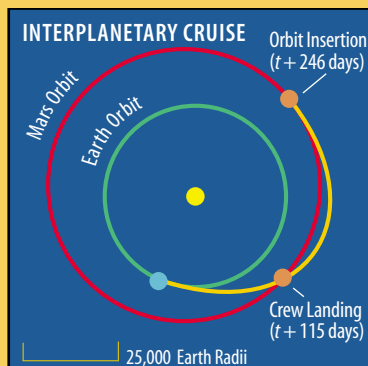 INTERPLANETARY CRUISE
Orbit Insertion
(t + 246 days)
Mars Orbit
Earth Orbit
Crew Landing
(t + 115 days)
25,000 Earth Radii